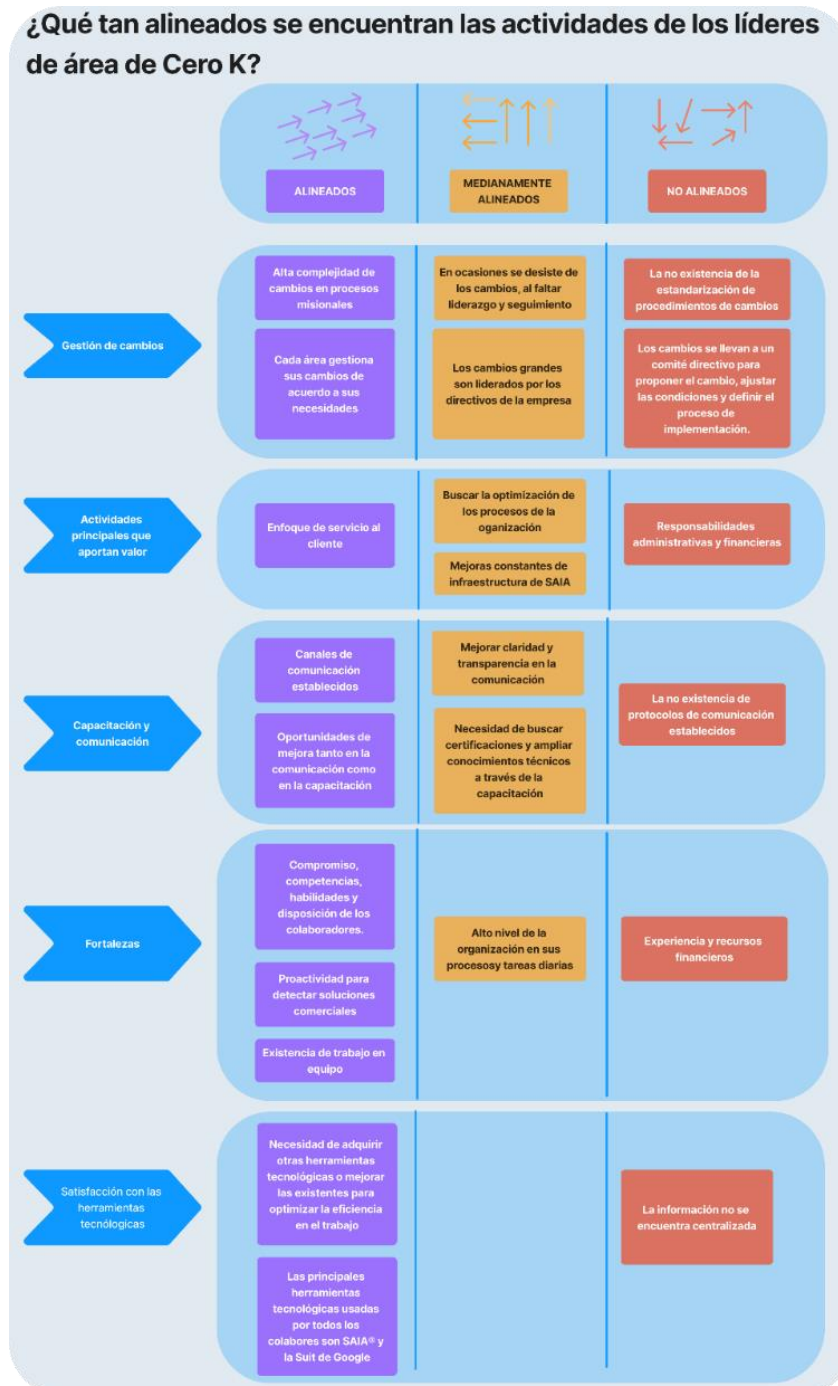 ¿Qué tan alineados se encuentran las actividades de los líderes
de área de Cero K?
ALINEADOS
MEDIANAMENTE
ALINEADOS
NO ALINEADOS
Gestión de cambios
Alta complejidad de
cambios en procesos
misionales
Cada área gestiona
sus cambios de
acuerdo a sus
necesidades
En ocasiones se desiste de
los cambios, al faltar
liderazgo y seguimiento
Los cambios grandes
son liderados por los
directivos de la empresa
La no existencia de la
estandarización de
procedimientos de cambios
Los cambios se llevan a un
comité directivo para
proponer el cambio, ajustar
las condiciones y definir el
proceso de
implementación.
Actividades
principales que
aportan valor
Enfoque de servicio al
cliente
Buscar la optimización de
los procesos de la
oganización
Mejoras constantes de
infraestructura de SAIA
Responsabilidades
administrativas y financieras
Capacitación y
comunicación
Canales de
comunicación
establecidos
Oportunidades de
mejora tanto en la
comunicación como
en la capacitación
Mejorar claridad y
transparencia en la
comunicación
Necesidad de buscar
certificaciones y ampliar
conocimientos técnicos
a través de la
capacitación
La no existencia de
protocolos de comunicación
establecidos
Fortalezas
Compromiso,
competencias,
habilidades y
disposición de los
colaboradores.
Proactividad para
detectar soluciones
comerciales
Existencia de trabajo en
equipo
Alto nivel de la
organización en sus
procesosy tareas diarias
Experiencia y recursos
financieros
Satisfacción con las
herramientas
tecnólogicas
Necesidad de adquirir
otras herramientas
tecnológicas o mejorar
las existentes para
optimizar la eficiencia
en el trabajo
Las principales
herramientas
tecnológicas usadas
por todos los
colabores son SAIA® y
la Suit de Google
La información no se
encuentra centralizada